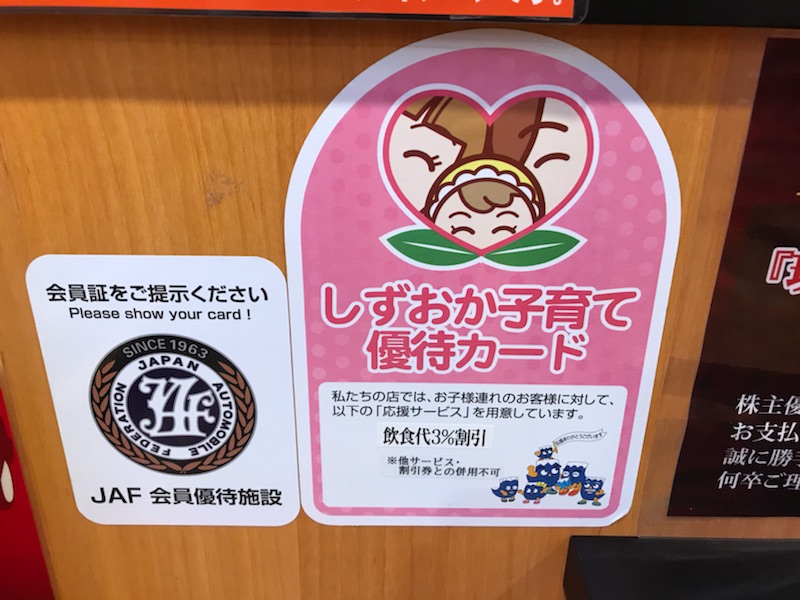 会員証をご提示ください
Please show your card !
SINCE 1963
JAPAN AUTOMOBILE FEDERATION
JAF
JAF 会員優待施設
しずおか子育て
優待カード
私たちの店では、お子様連れのお客様に対して、
以下の「応援サービス」を用意しています。
飲食代3%割引
※他サービス・
割引券との併用不可
株主優
お支払
誠に勝手
何卒ご理